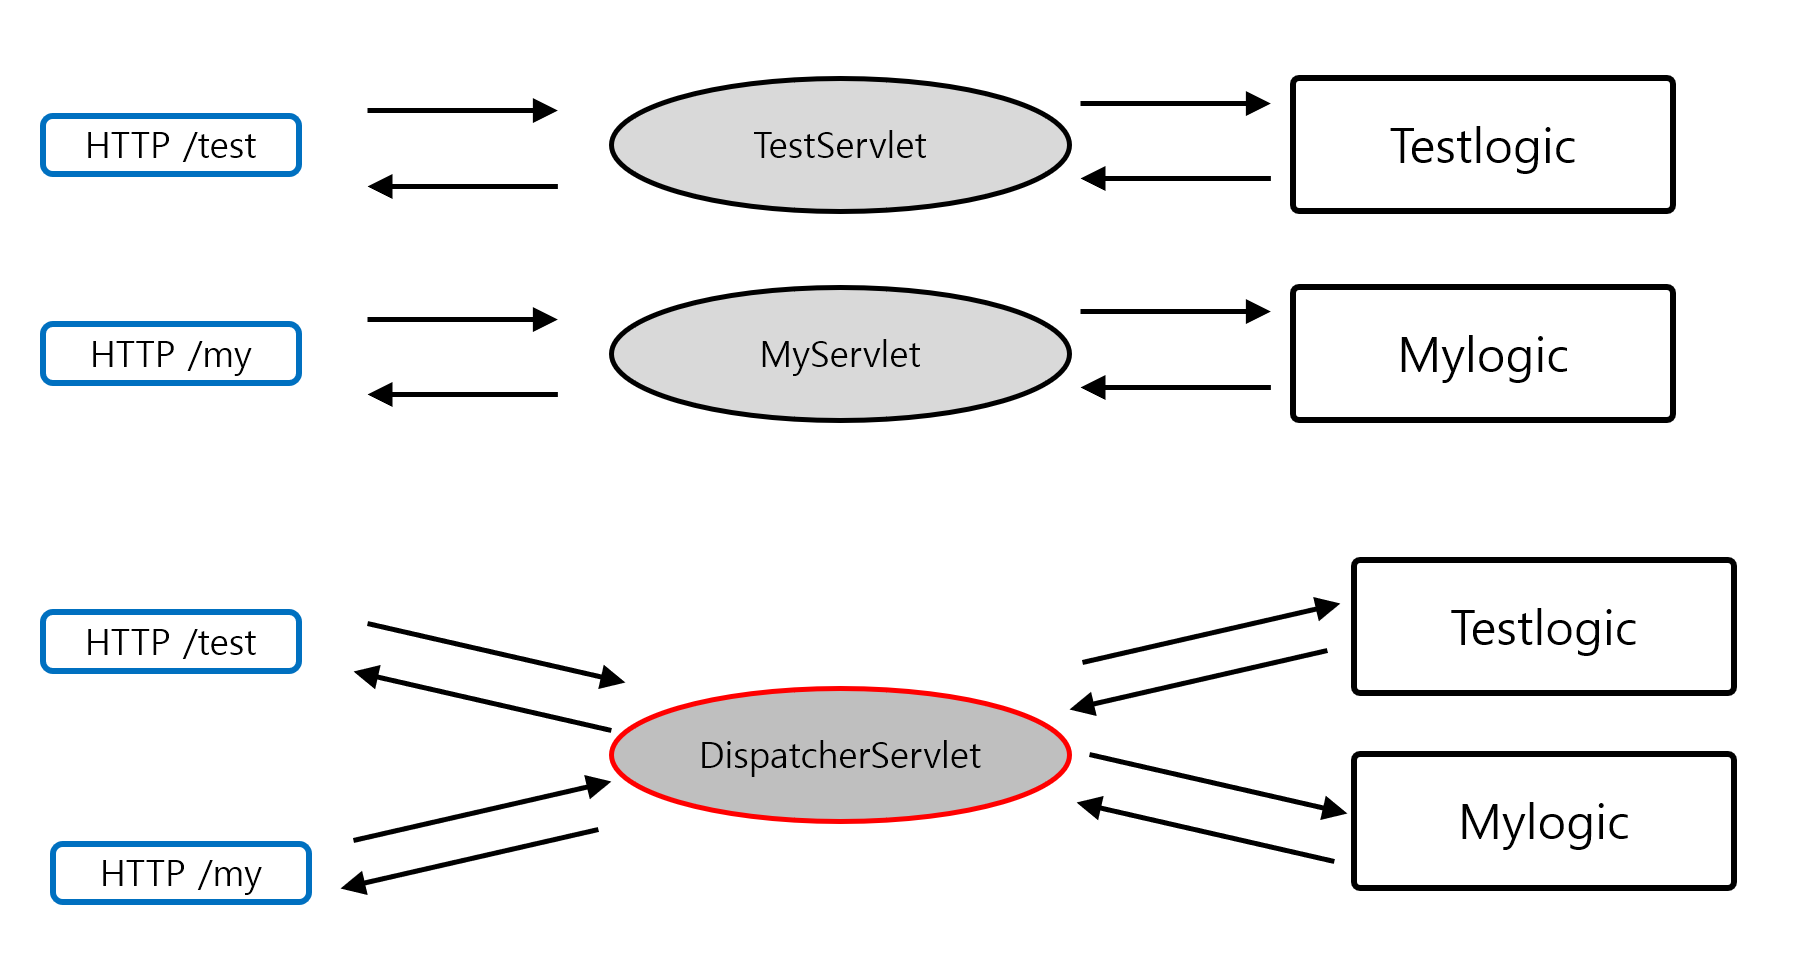 HTTP /test
TestServlet
Testlogic
HTTP /my
MyServlet
Mylogic
HTTP /test
Testlogic
DispatcherServlet
HTTP /my
Mylogic